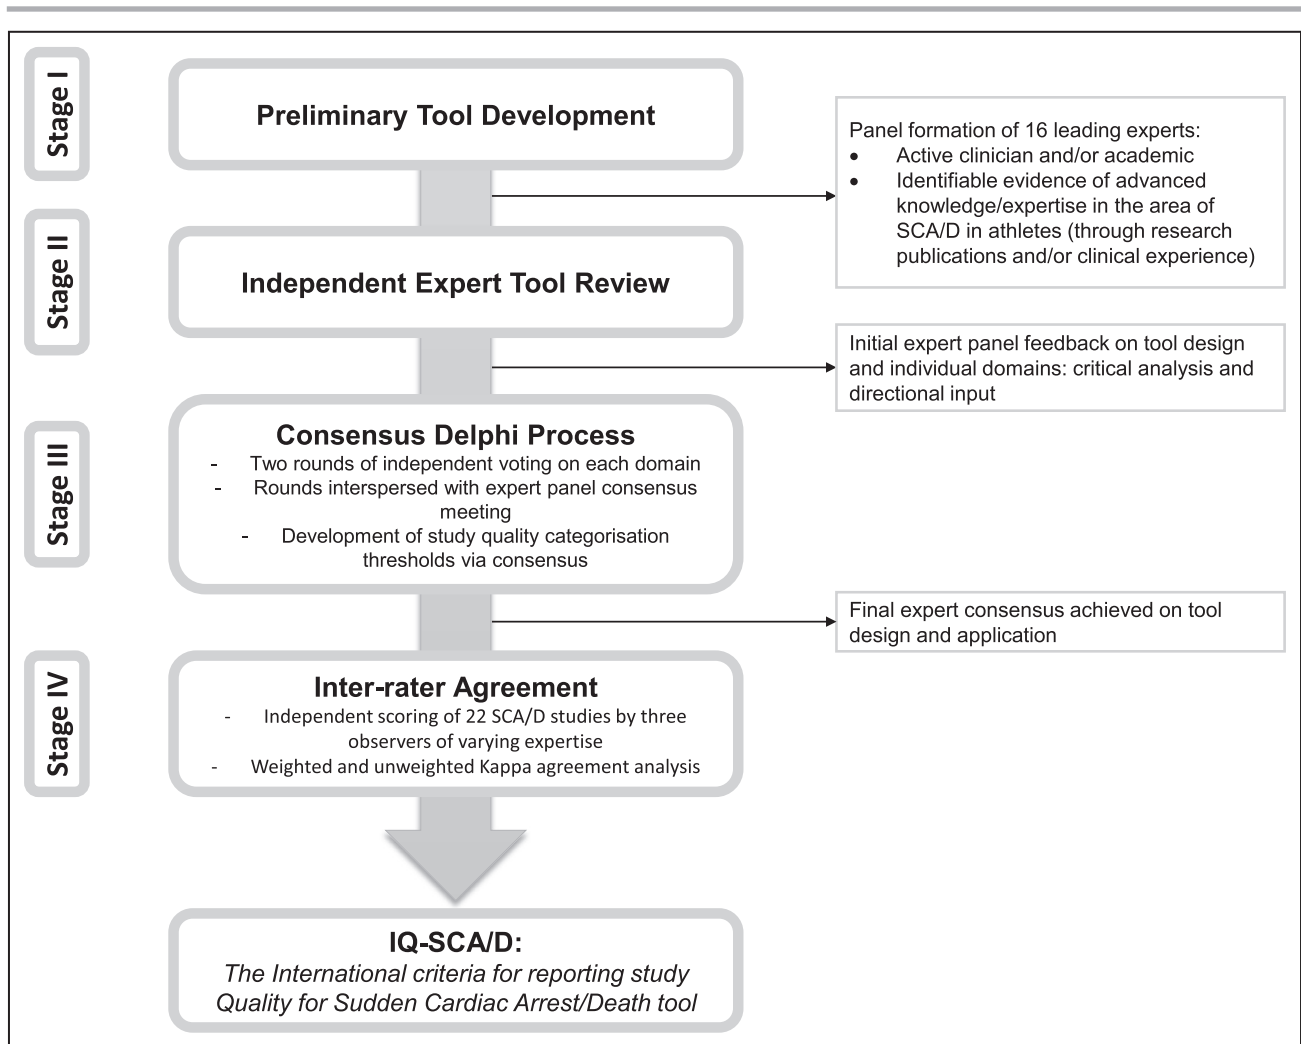 Stage I
Preliminary Tool Development
Panel formation of 16 leading experts:
• Active clinician and/or academic
• Identifiable evidence of advanced
knowledge/expertise in the area of
SCA/D in athletes (through research
publications and/or clinical experience)
Stage II
Independent Expert Tool Review
Initial expert panel feedback on tool design
and individual domains: critical analysis and
directional input
Stage III
Consensus Delphi Process
- Two rounds of independent voting on each domain
- Rounds interspersed with expert panel consensus
meeting
- Development of study quality categorisation
thresholds via consensus
Final expert consensus achieved on tool
design and application
Stage IV
Inter-rater Agreement
- Independent scoring of 22 SCA/D studies by three
observers of varying expertise
- Weighted and unweighted Kappa agreement analysis
IQ-SCA/D:
The International criteria for reporting study
Quality for Sudden Cardiac Arrest/Death tool